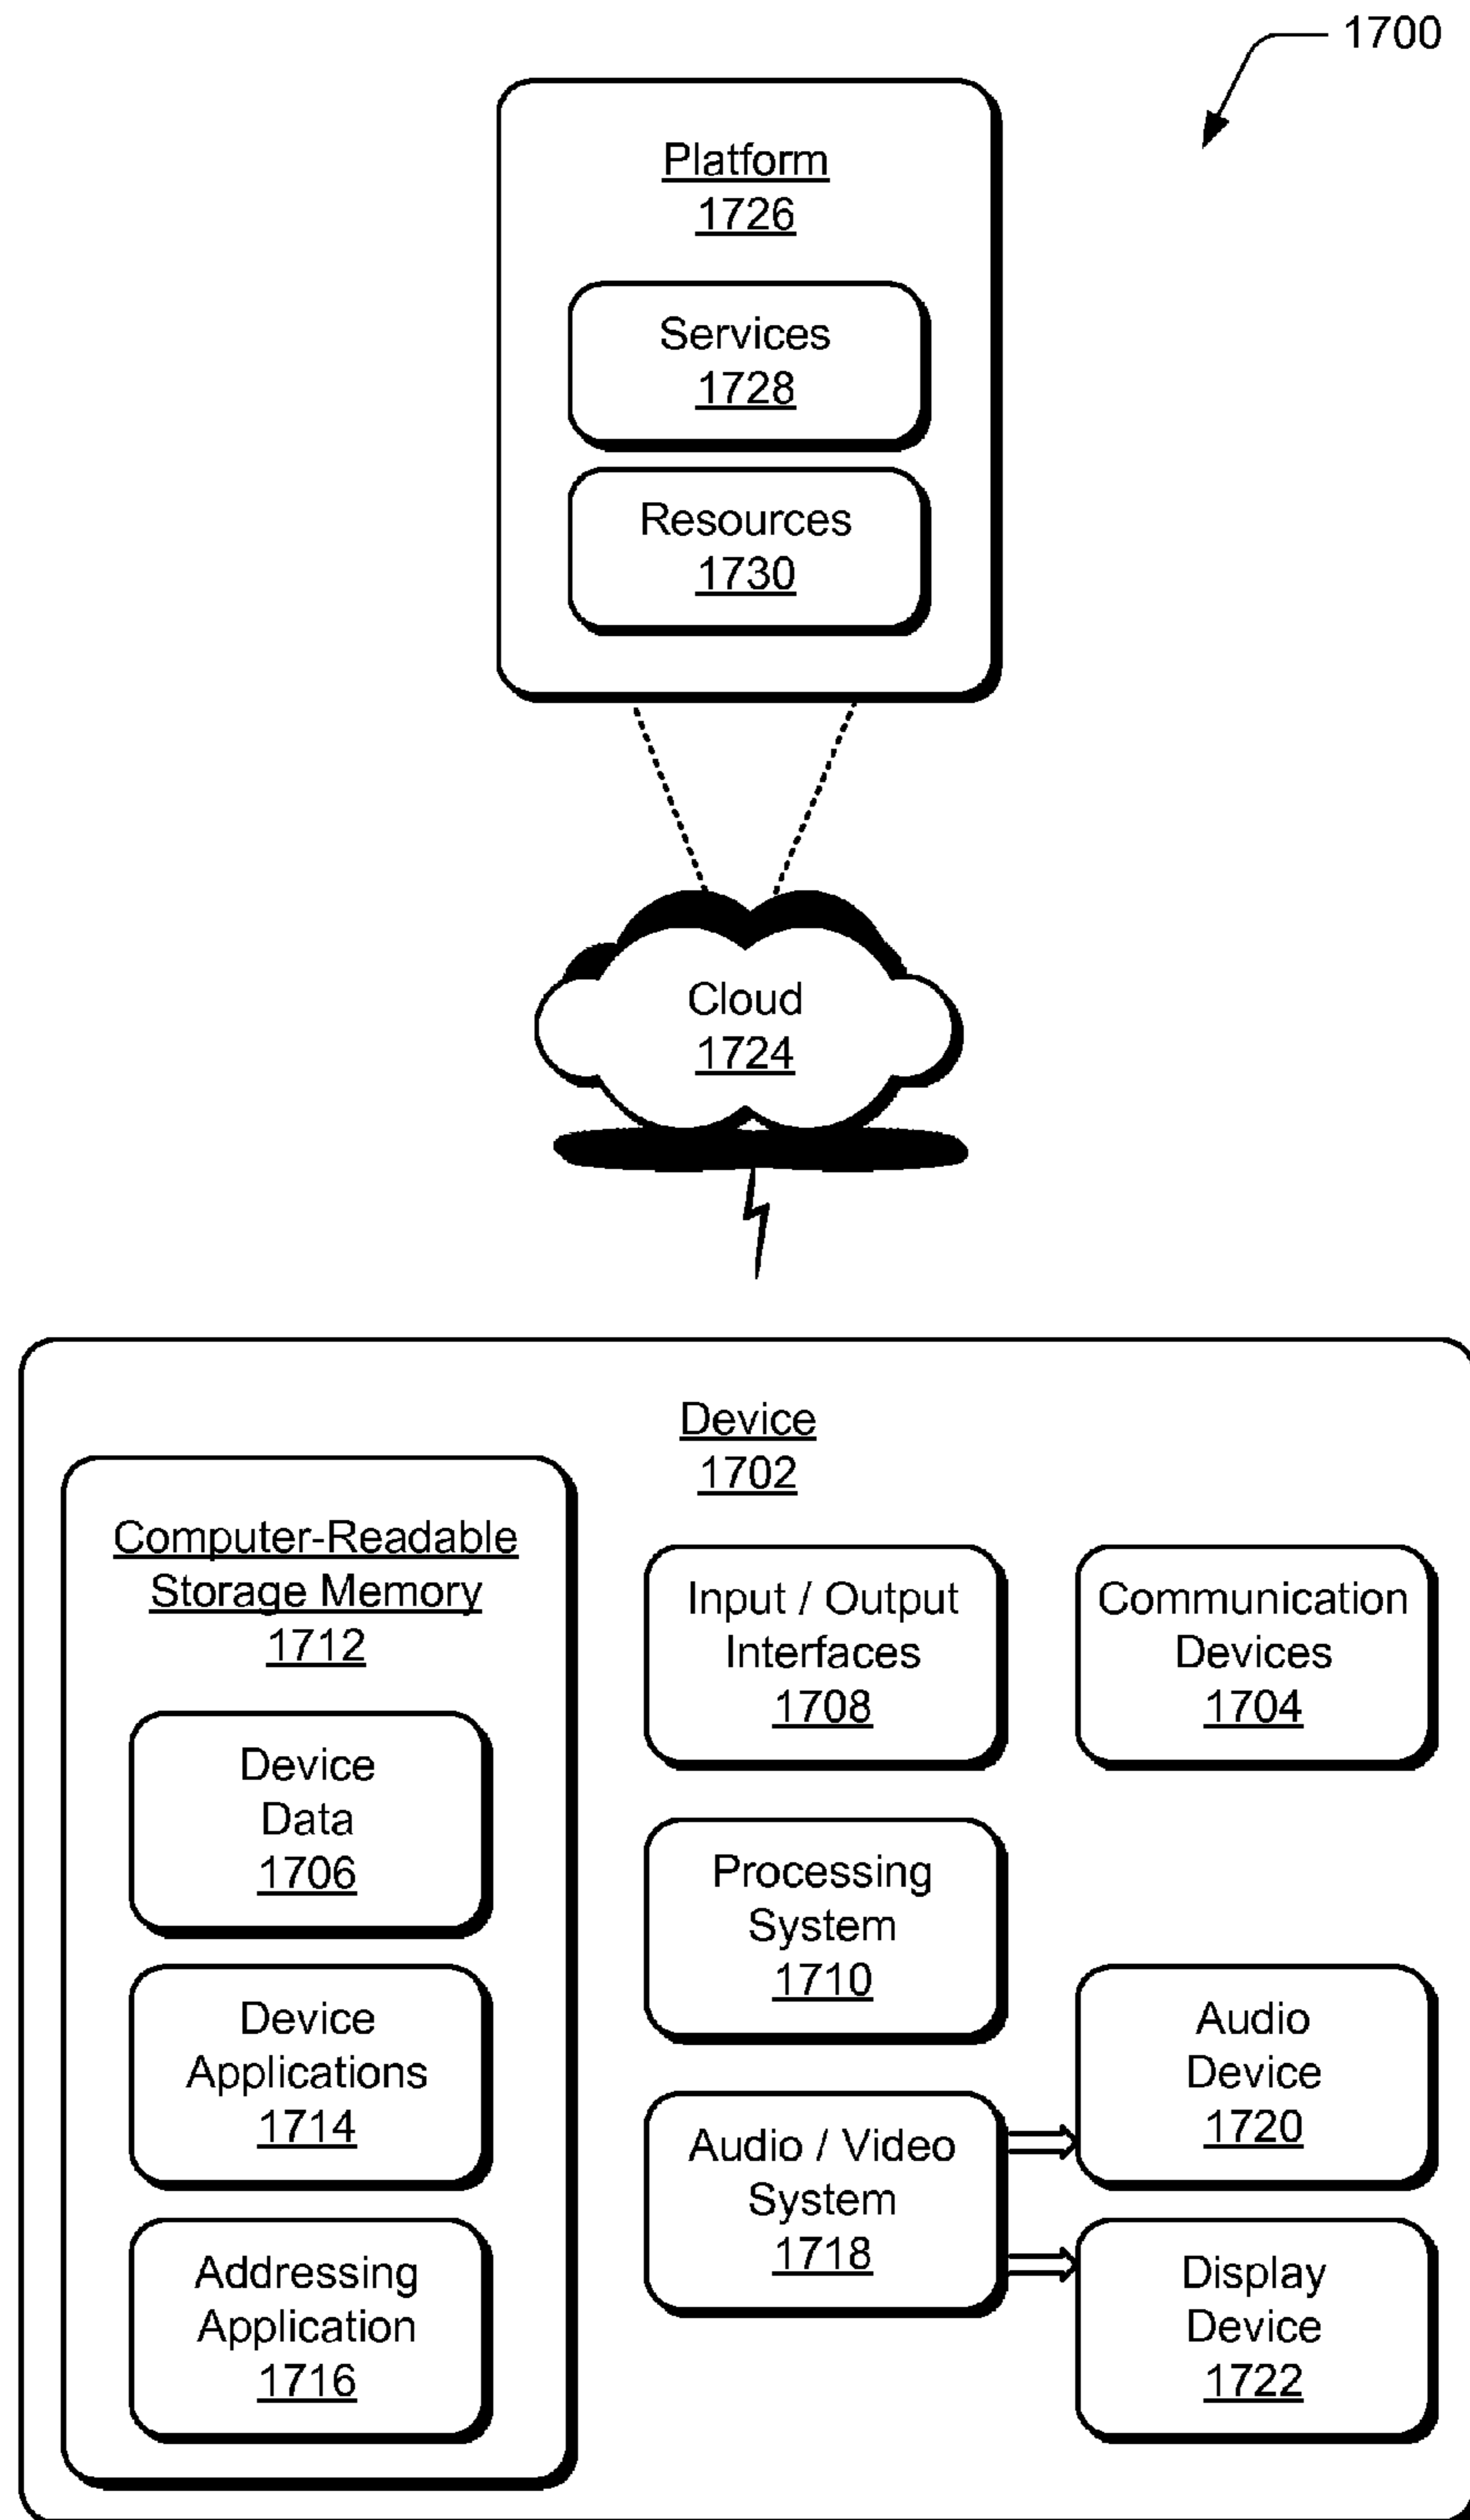 1700
Platform
1726
Services
1728
Resources
1730
Cloud
1724
Device
1702
Computer-Readable
Storage Memory
1712
Device
Data
1706
Device
Applications
1714
Addressing
Application
1716
Input / Output
Interfaces
1708
Communication
Devices
1704
Processing
System
1710
Audio / Video
System
1718
Audio
Device
1720
Display
Device
1722